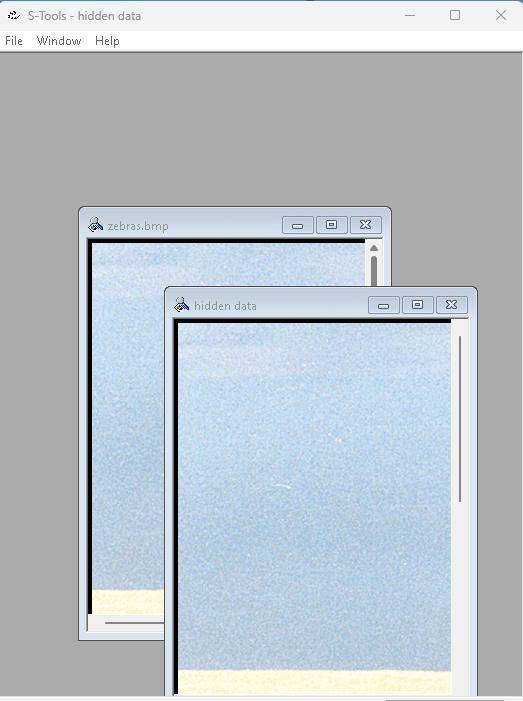 S-Tools - hidden data
File Window Help
zebras.bmp
hidden data